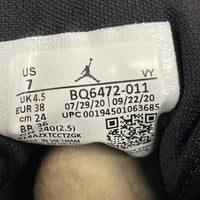 US
7
VY
UK 4.5
EUR 38
cm 24
BR 36
240(2.5)
BQ6472-011
07/29/20 09/22/20
UPC 00194501063685
MADE IN VIETNAM